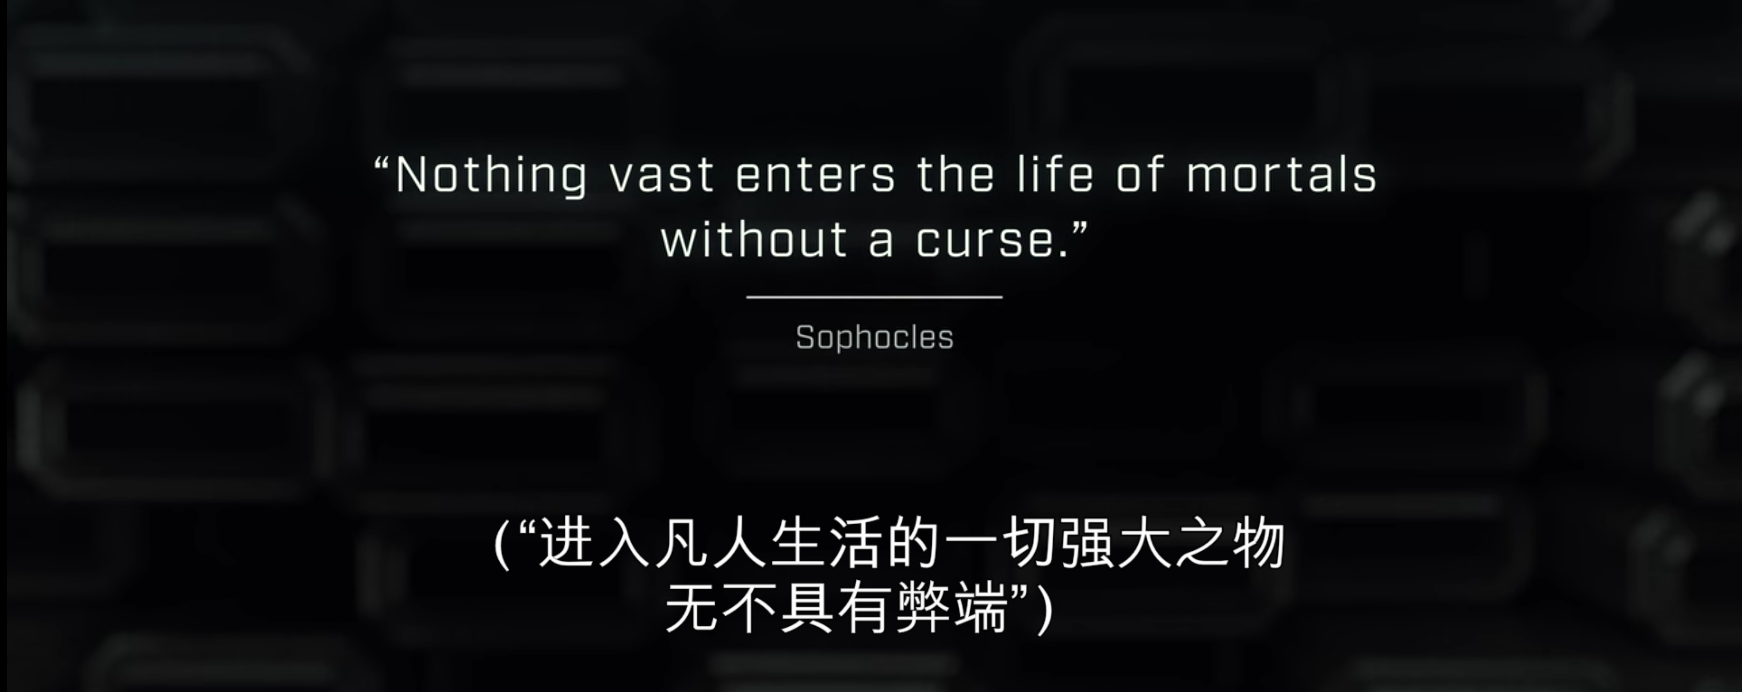 “Nothing vast enters the life of mortals
without a curse.”
Sophocles
(“进入凡人生活的一切强大之物
无不具有弊端”)